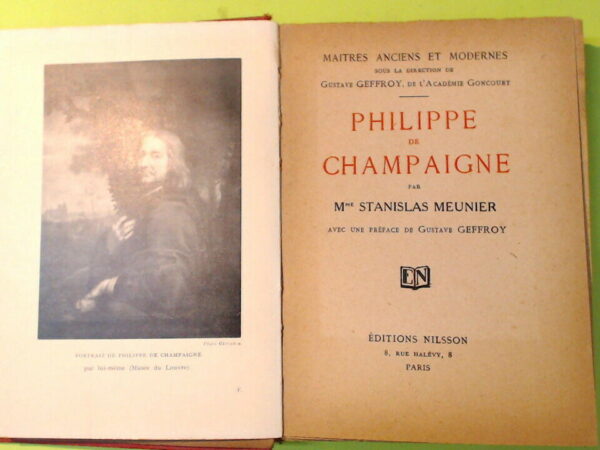 PORTRAIT DE PHILIPPE DE CHAMPAIGNE
par lui-même (Musée du Louvre).
MAITRES ANCIENS ET MODERNES
SOUS LA DIRECTION DE
GUSTAVE GEFFROY, DE L'ACADÉMIE GONCOURT
PHILIPPE
DE
CHAMPAIGNE
PAR
Mme STANISLAS MEUNIER
AVEC UNE PRÉFACE DE GUSTAVE GEFFROY
EN
ÉDITIONS NILSSON
8, RUE HALÉVY, 8
PARIS